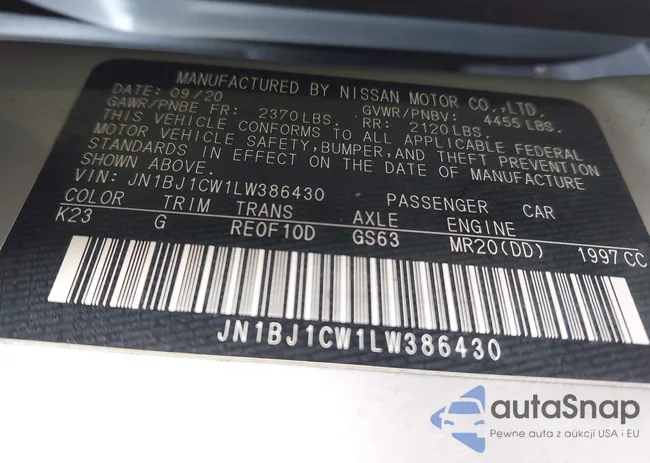 MANUFACTURED BY NISSAN MOTOR CO.,LTD.
DATE: 09/20
GAWR/PNBE FR: 2370LBS. GVWR/PNBV: 4455 LBS.
RR: 2120LBS.
THIS VEHICLE CONFORMS TO ALL APPLICABLE FEDERAL
MOTOR VEHICLE SAFETY, BUMPER, AND THEFT PREVENTION
STANDARDS IN EFFECT ON THE DATE OF MANUFACTURE
SHOWN ABOVE.
VIN: JN1BJ1CW1LW386430 PASSENGER CAR
COLOR TRIM TRANS AXLE ENGINE
K23 G RE0F10D GS63 MR20(DD) 1997CC
JN1BJ1CW1LW386430
autaSnap
Pewne auta z aukcji USA i EU